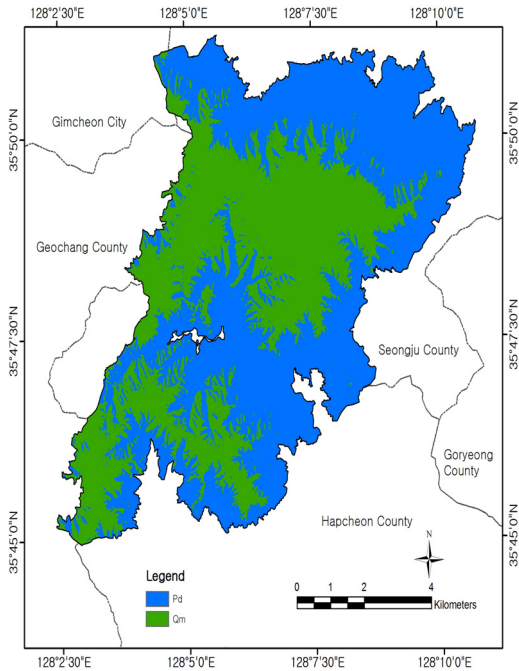 128°2'30"E 128°5'0"E 128°7'30"E 128°10'0"E
35°50'0"N
35°50'0"N
Gimcheon City
Geochang County
35°47'30"N
35°47'30"N
Seongju County
Goryeong
County
Hapcheon County
35°45'0"N
35°45'0"N
N
Legend
Pd
Qm
0 1 2 4
Kilometers
128°2'30"E 128°5'0"E 128°7'30"E 128°10'0"E